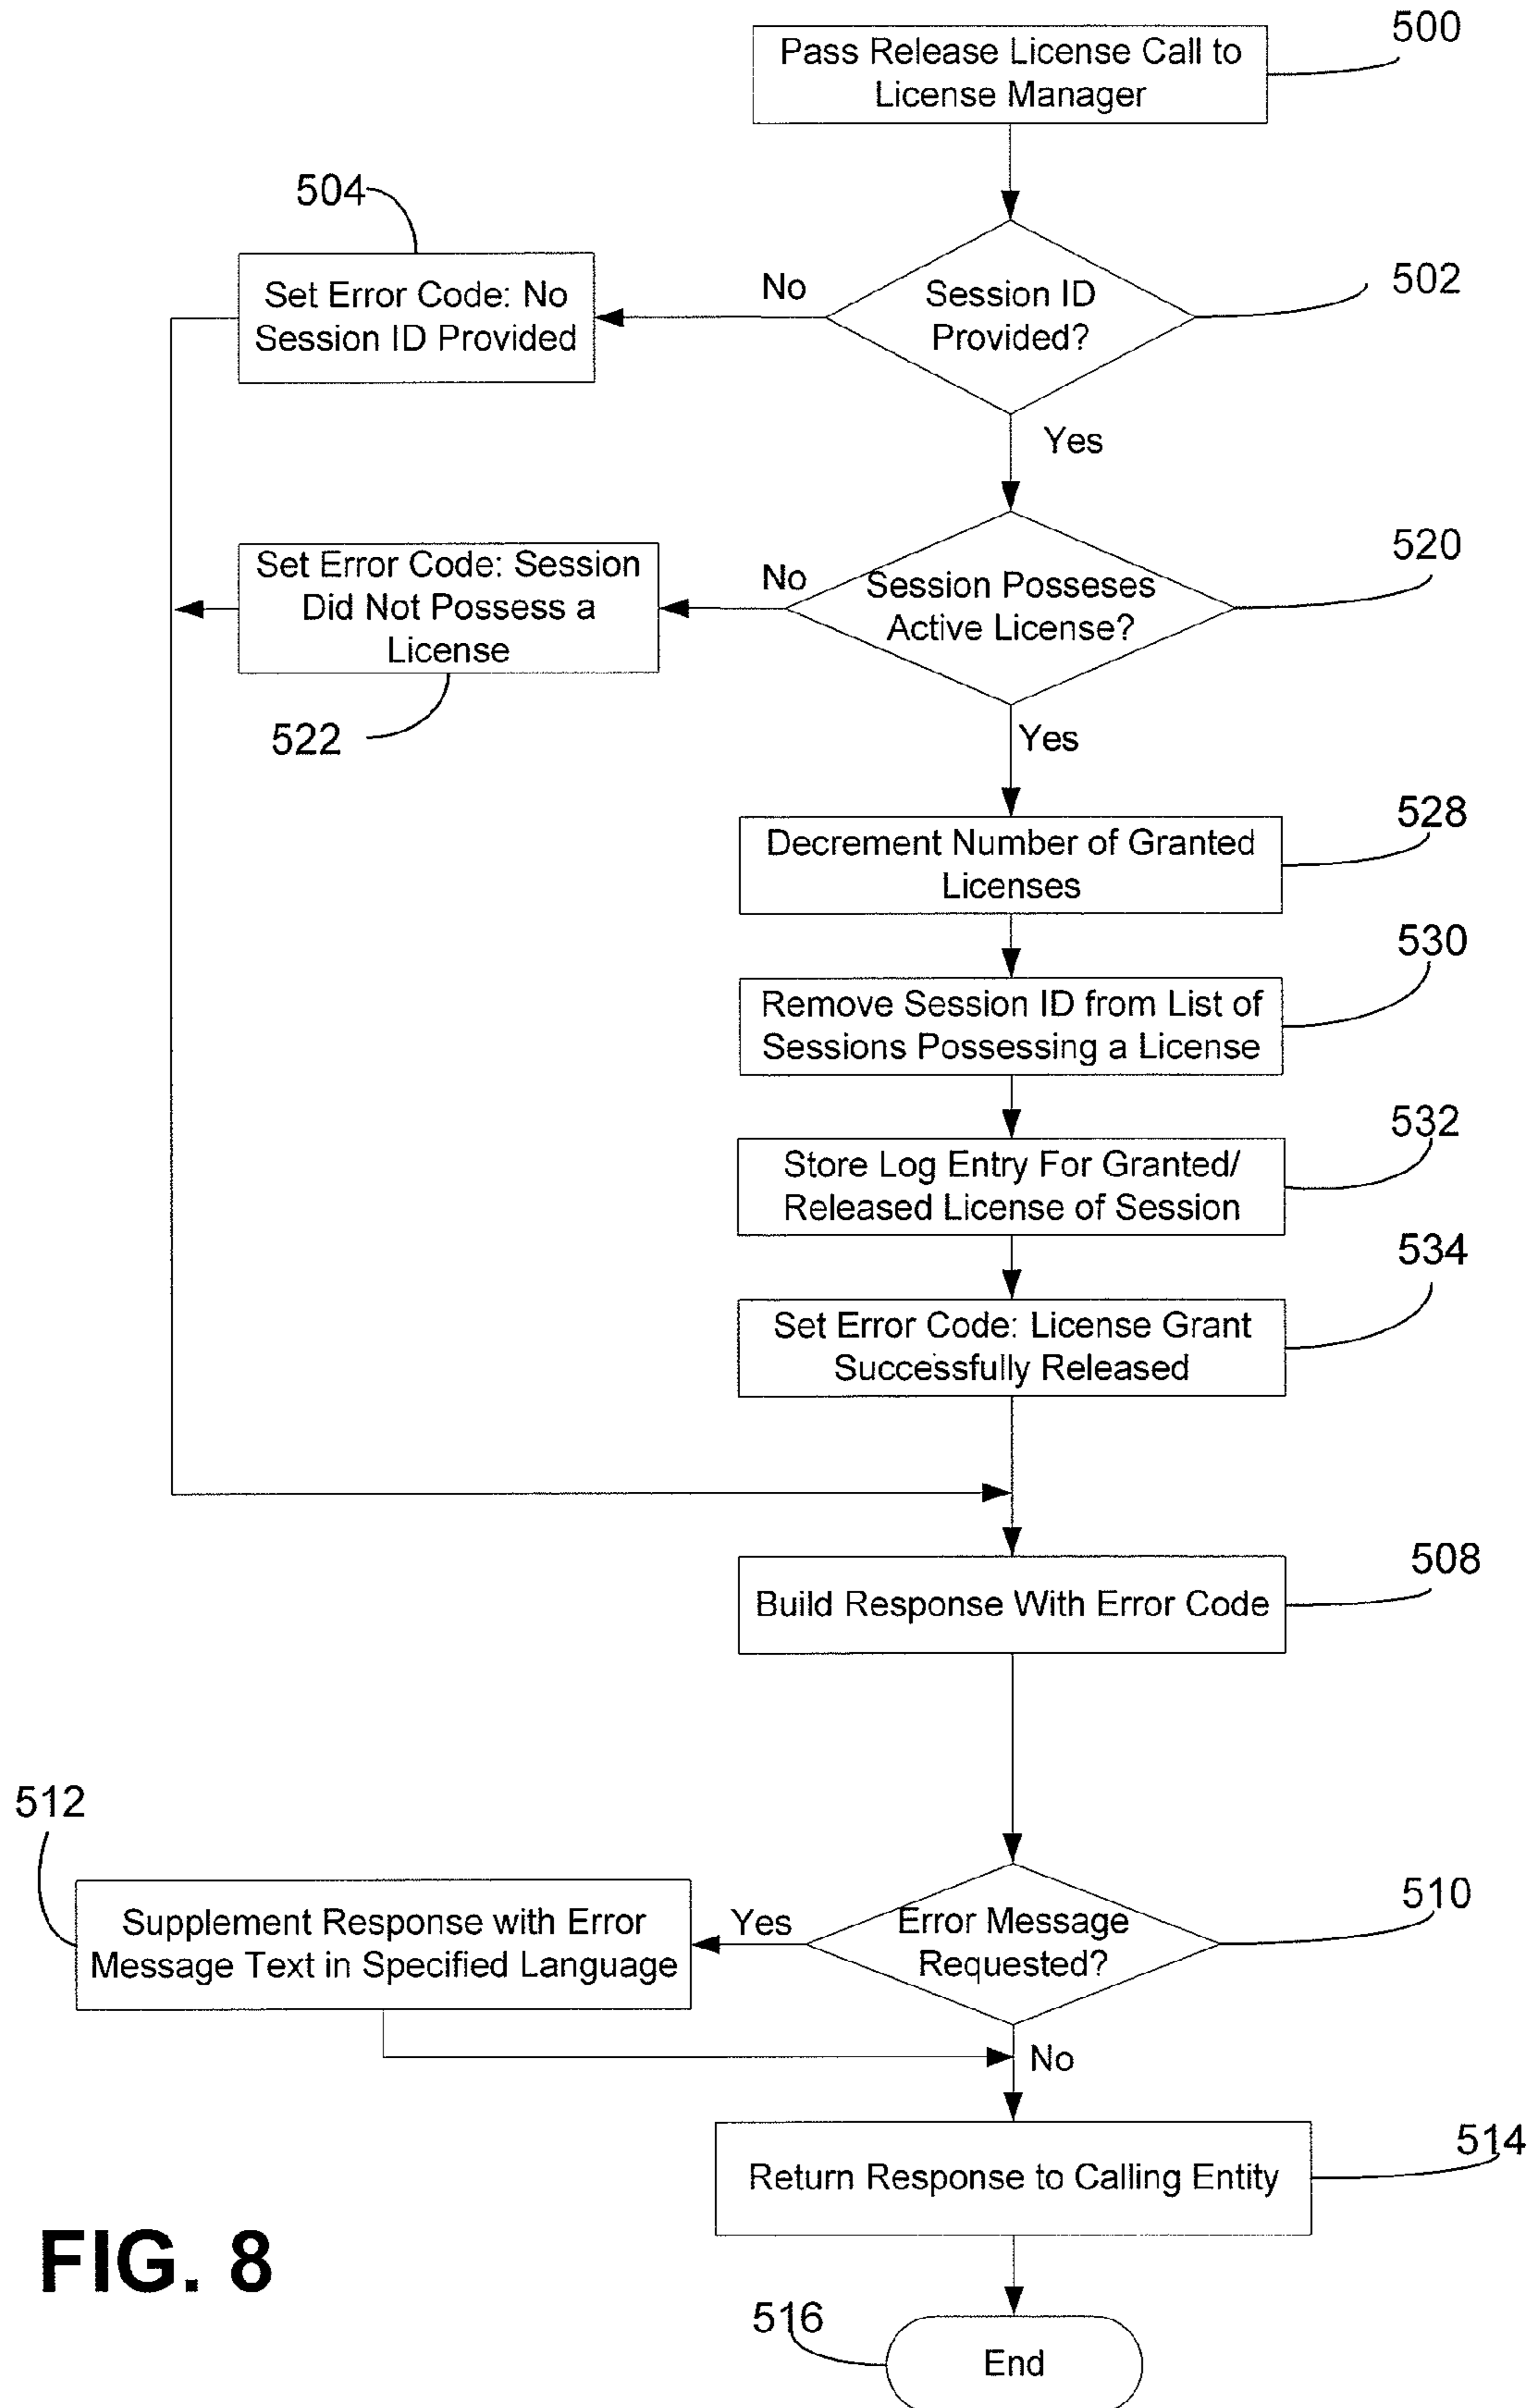 500
Pass Release License Call to
License Manager
504
502
Set Error Code: No
Session ID Provided
No
Session ID
Provided?
Yes
520
Set Error Code: Session
Did Not Possess a
License
No
Session Posseses
Active License?
522
Yes
528
Decrement Number of Granted
Licenses
530
Remove Session ID from List of
Sessions Possessing a License
532
Store Log Entry For Granted/
Released License of Session
534
Set Error Code: License Grant
Successfully Released
508
Build Response With Error Code
512
510
Supplement Response with Error
Message Text in Specified Language
Yes
Error Message
Requested?
No
514
Return Response to Calling Entity
FIG. 8
516
End